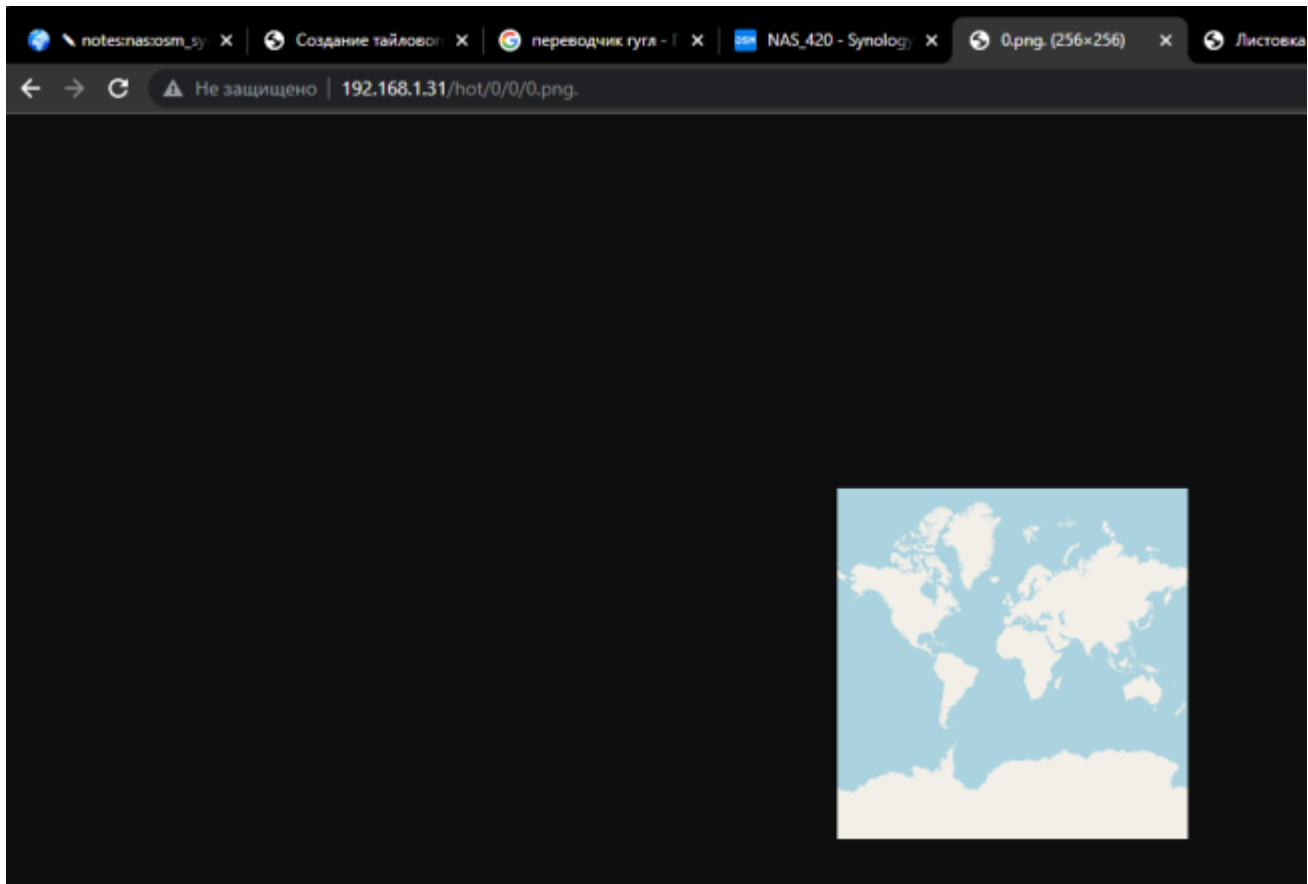 notes:nas:osm_sy Создание тайловог переводчик гугл - NAS_420 - Synology 0.png. (256×256) Листовка
Не защищено 192.168.1.31/hot/0/0/0.png.